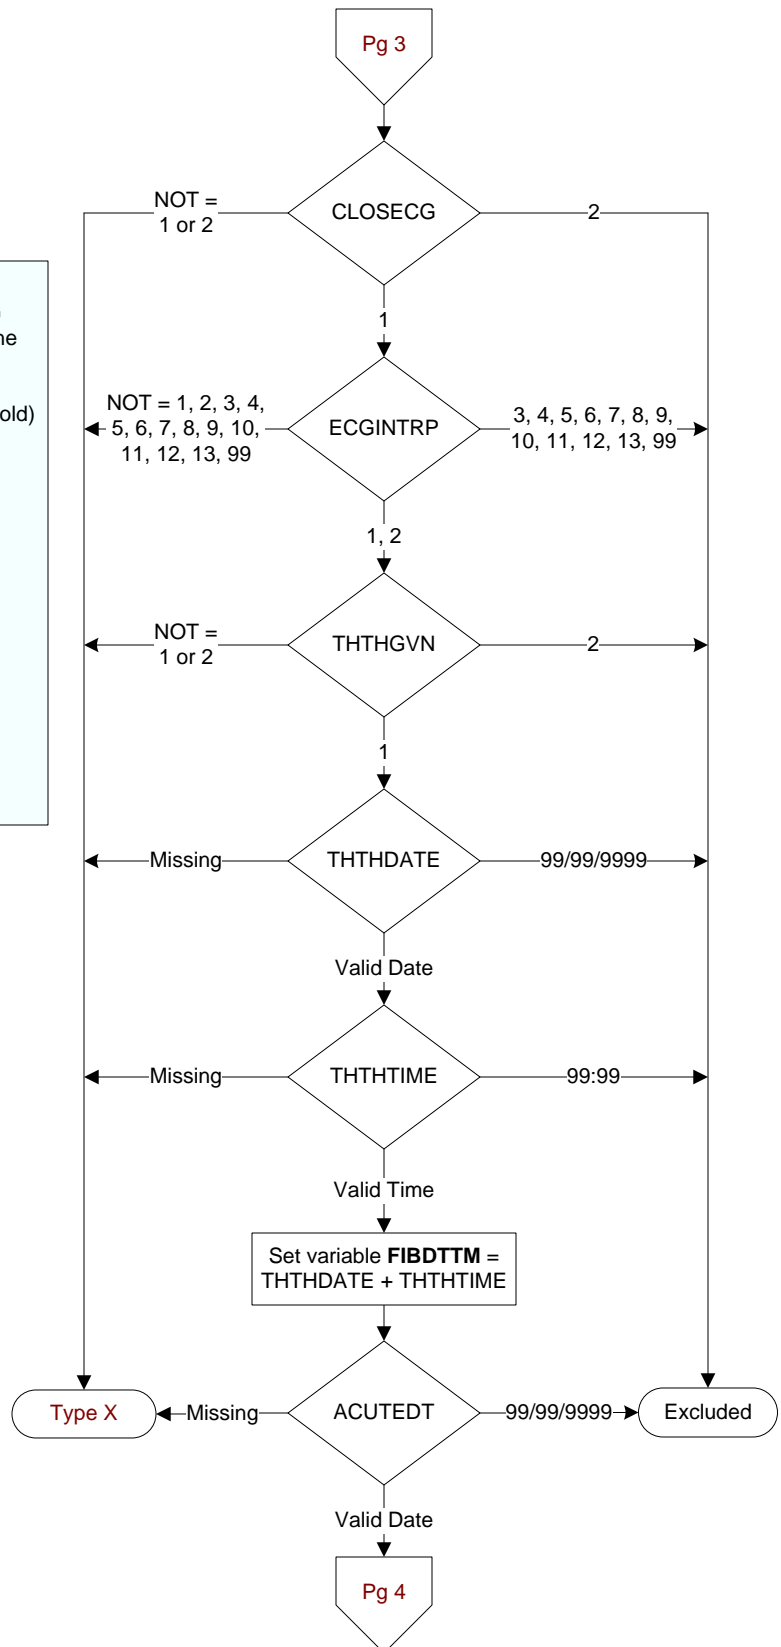 Pg 3
CLOSECG
NOT =
1 or 2
2
1
ne
old)
ECGINTRP
NOT = 1, 2, 3, 4,
5, 6, 7, 8, 9, 10,
11, 12, 13, 99
3, 4, 5, 6, 7, 8, 9,
10, 11, 12, 13, 99
1, 2
THTHGVN
NOT =
1 or 2
2
1
THTHDATE
Missing
99/99/9999
Valid Date
THTHTIME
Missing
99:99
Valid Time
Set variable FIBDTTM =
THTHDATE + THTHTIME
Type X
Missing
ACUTEDT
99/99/9999
Excluded
Valid Date
Pg 4